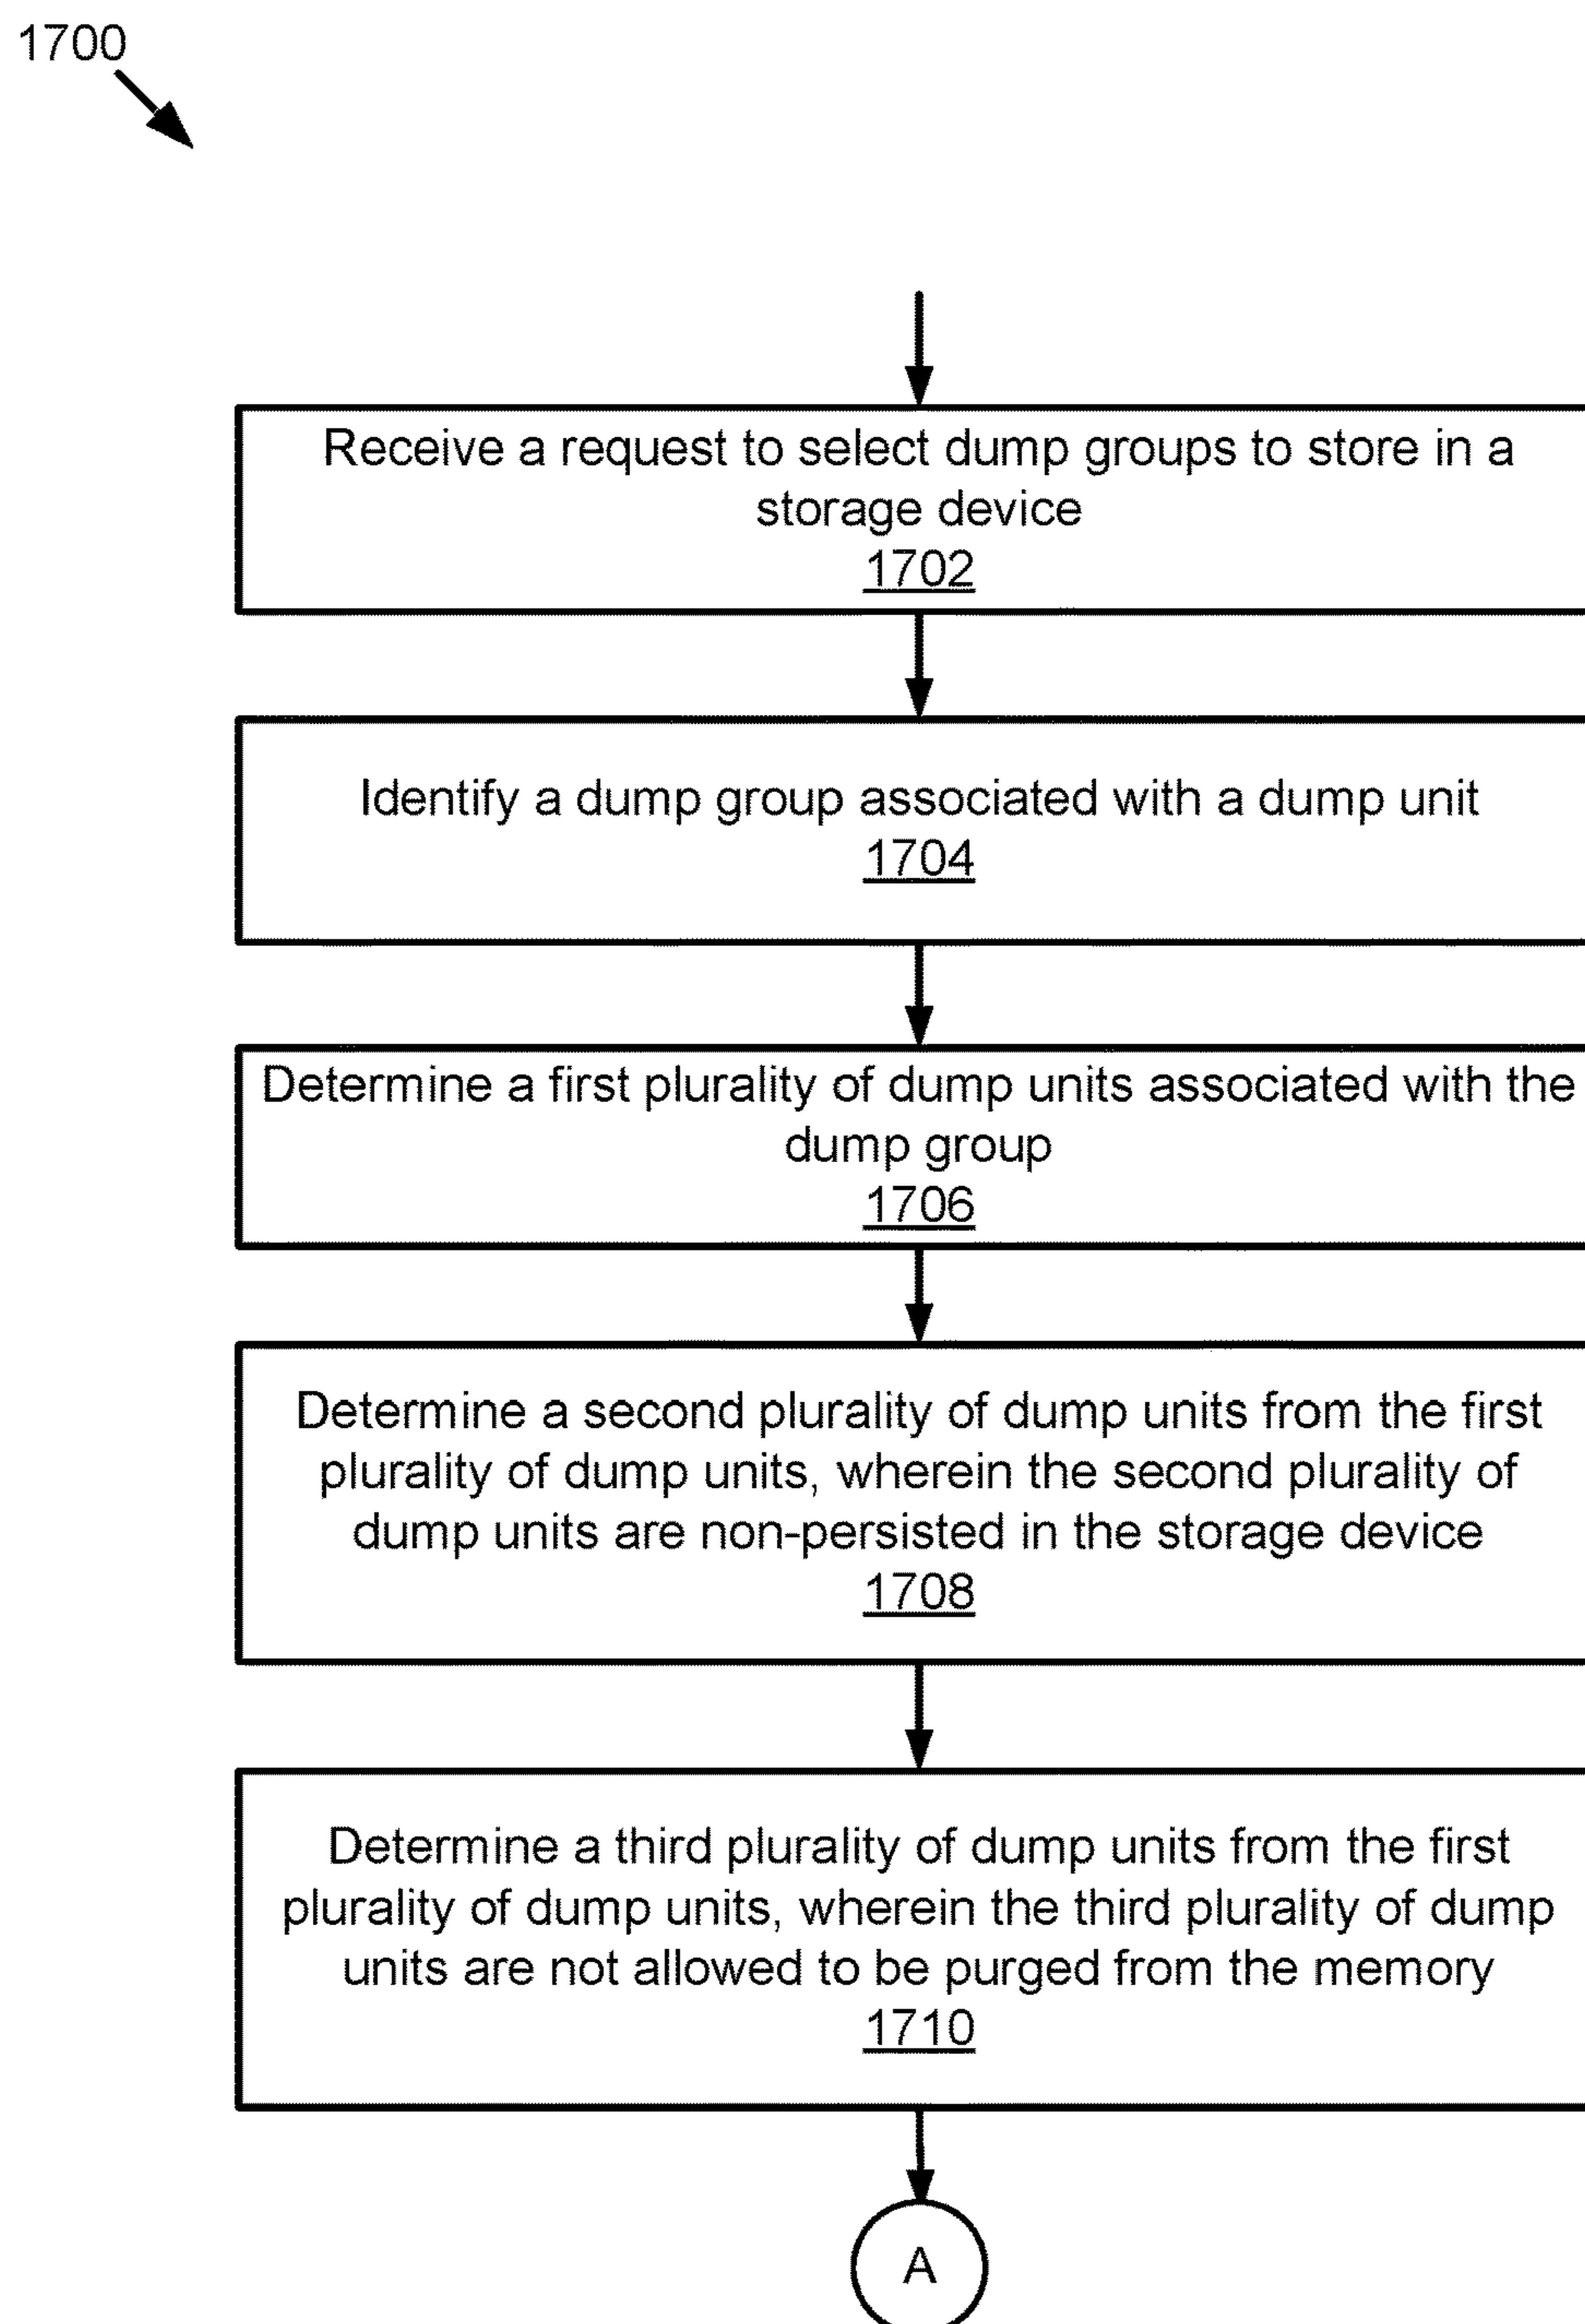 1700
Receive a request to select dump groups to store in a
storage device
1702
Identify a dump group associated with a dump unit
1704
Determine a first plurality of dump units associated with the
dump group
1706
Determine a second plurality of dump units from the first
plurality of dump units, wherein the second plurality of
dump units are non-persisted in the storage device
1708
Determine a third plurality of dump units from the first
plurality of dump units, wherein the third plurality of dump
units are not allowed to be purged from the memory
1710
A